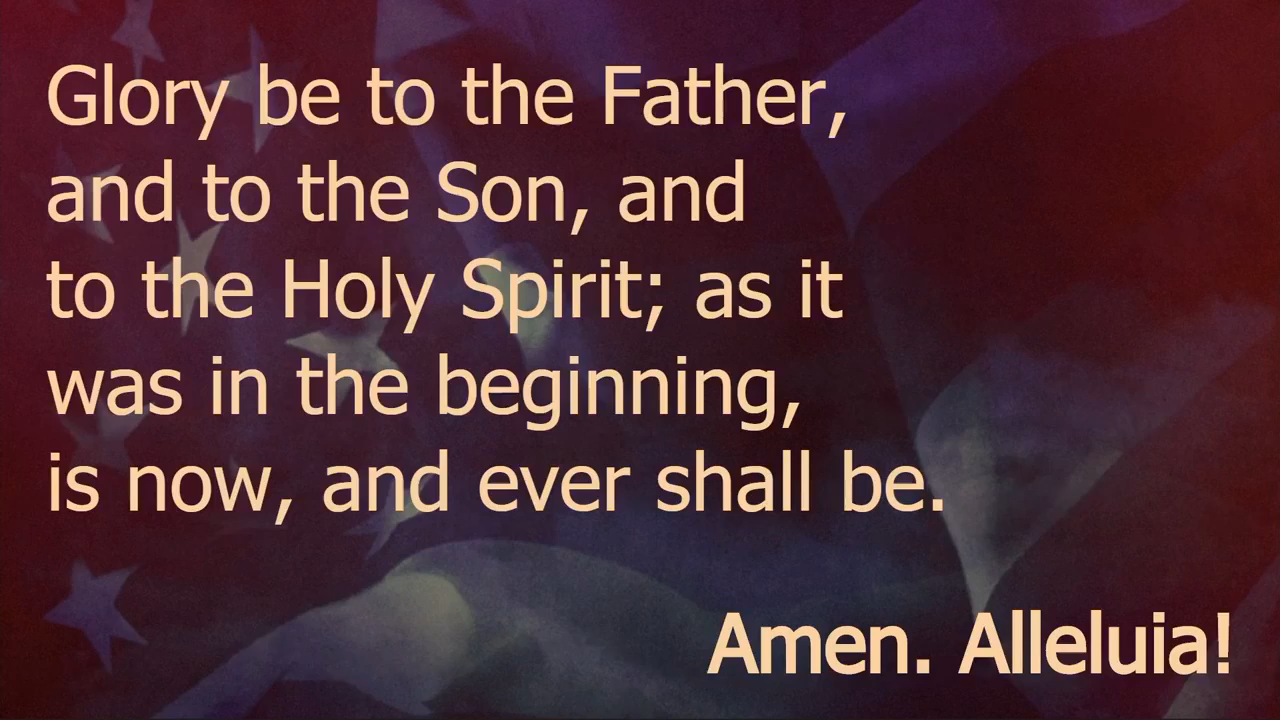 Glory be to the Father,
and to the Son, and
to the Holy Spirit; as it
was in the beginning,
is now, and ever shall be.
Amen. Alleluia!